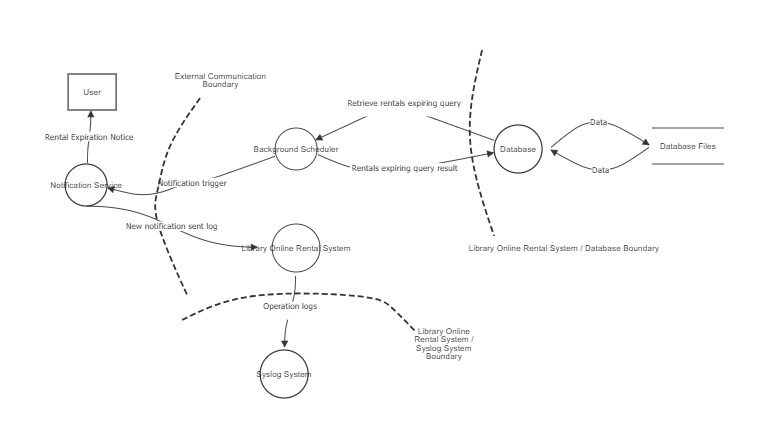 External Communication
Boundary
User
Retrieve rentals expiring query
Data
Rental Expiration Notice
Background Scheduler
Database
Database Files
Rentals expiring query result
Data
Notification Service
Notification trigger
New notification sent log
Library Online Rental System
Library Online Rental System / Database Boundary
Operation logs
Library Online
Rental System /
Syslog System
Boundary
Syslog System